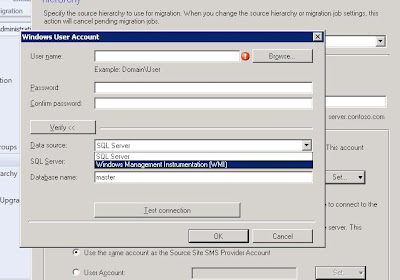 Hierarchy
Specify the source hierarchy to use for migration. When you change the source hierarchy or migration job settings, this
action will cancel pending migration jobs.
igration
dministrati
Windows User Account
User name:
Browse...
Example: Domain\User
Password:
Confirm password:
server.contoso.com
Verify <<
Data source:
SQL Server
SQL Server
Windows Management Instrumentation (WMI)
SQL Server:
Database name:
master
Test connection
OK
Cancel
roups
erarchy
Upgra
This account
Set...
to connect to the
server. This
Use the same account as the Source Site SMS Provider Account
User Account:
Set...